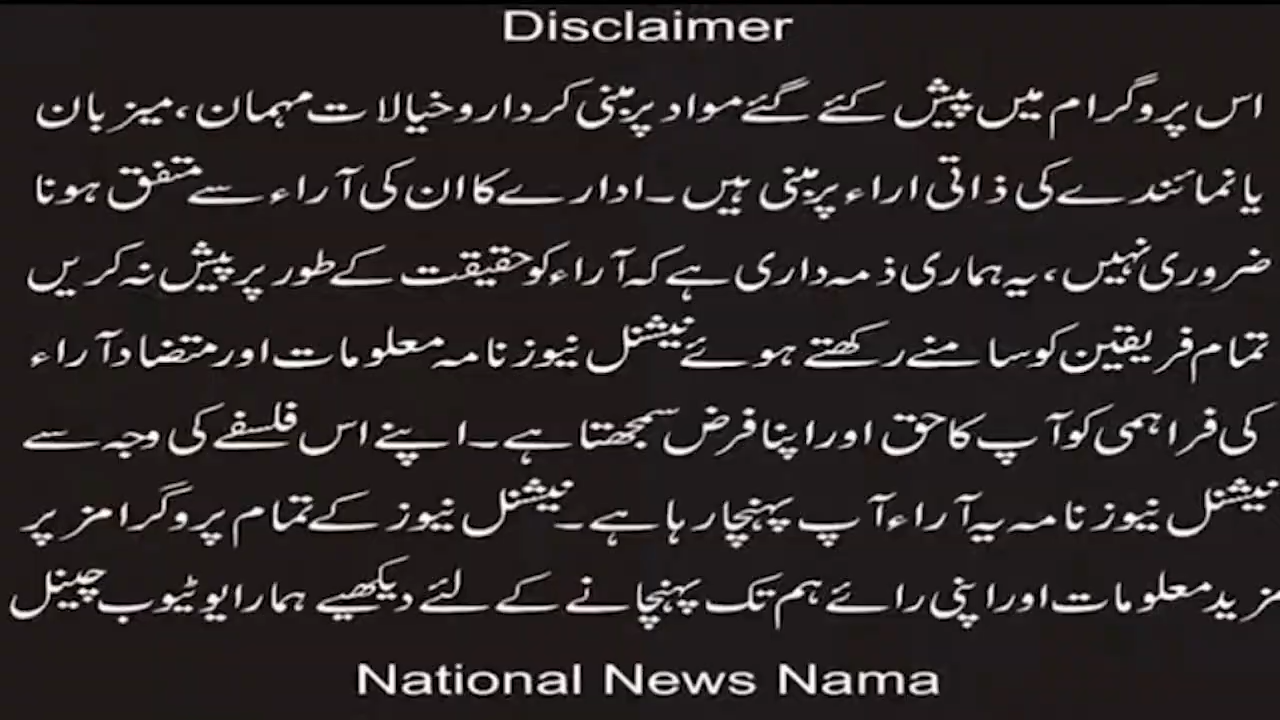 Disclaimer
اس پروگرام میں پیش کئے گئے مواد پر مبنی کردار و خیالات مہمان، میزبان
یا نمائندے کی ذاتی اراء پر مبنی ہیں۔ ادارے کا ان کی آراء سے متفق ہونا
ضروری نہیں، یہ ہماری ذمہ داری ہے کہ آراء کو حقیقت کے طور پر پیش نہ کریں
تمام فریقین کو سامنے رکھتے ہوئے نیشنل نیوز نامہ معلومات اور متضاد آراء
کی فراہمی کو آپ کا حق اور اپنا فرض سمجھتا ہے۔ اپنے اس فلسفے کی وجہ سے
نیشنل نیوز نامہ یہ آراء آپ پہنچا رہا ہے۔ نیشنل نیوز کے تمام پروگرامز پر
مزید معلومات اور اپنی رائے ہم تک پہنچانے کے لئے دیکھیے ہمارا یو ٹیوب چینل
National News Nama